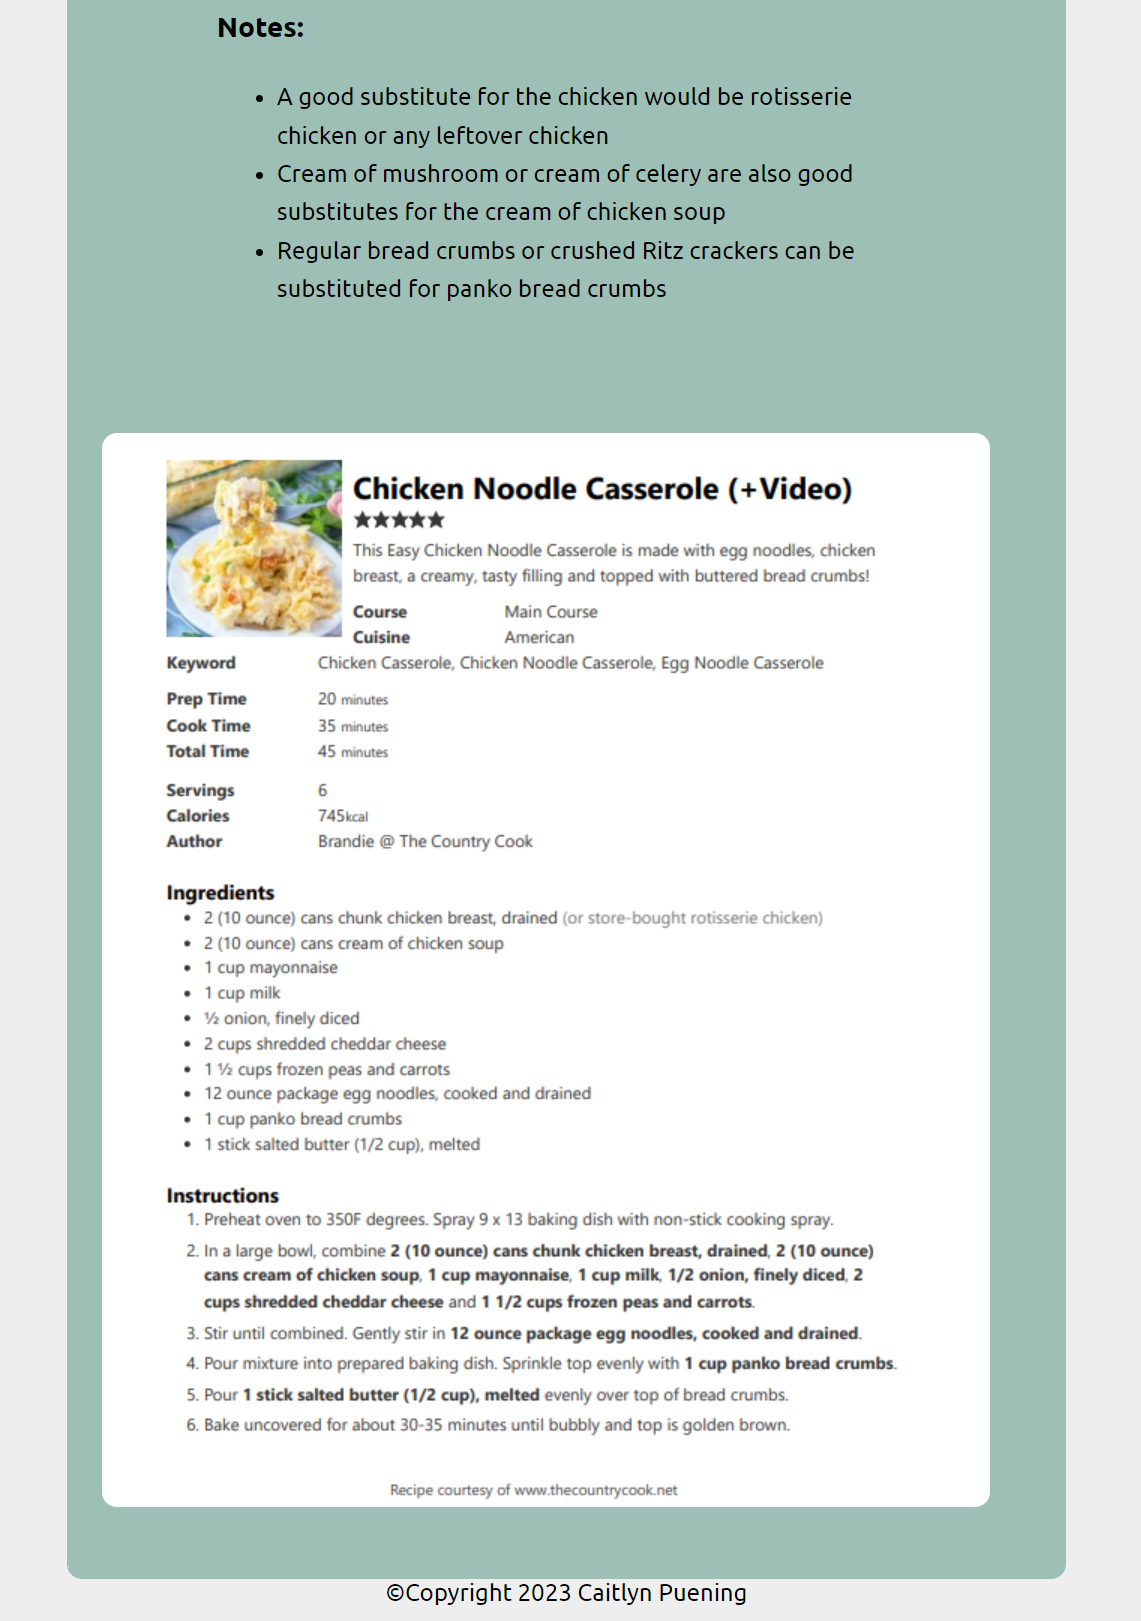 Notes:
• A good substitute for the chicken would be rotisserie
chicken or any leftover chicken
• Cream of mushroom or cream of celery are also good
substitutes for the cream of chicken soup
• Regular bread crumbs or crushed Ritz crackers can be
substituted for panko bread crumbs
Chicken Noodle Casserole (+Video)
★★★★★
This Easy Chicken Noodle Casserole is made with egg noodles, chicken
breast, a creamy, tasty filling and topped with buttered bread crumbs!
Course Main Course
Cuisine American
Keyword Chicken Casserole, Chicken Noodle Casserole, Egg Noodle Casserole
Prep Time 20 minutes
Cook Time 35 minutes
Total Time 45 minutes
Servings 6
Calories 745kcal
Author Brandie @ The Country Cook
Ingredients
• 2 (10 ounce) cans chunk chicken breast, drained (or store-bought rotisserie chicken)
• 2 (10 ounce) cans cream of chicken soup
• 1 cup mayonnaise
• 1 cup milk
• ½ onion, finely diced
• 2 cups shredded cheddar cheese
• 1 ½ cups frozen peas and carrots
• 12 ounce package egg noodles, cooked and drained
• 1 cup panko bread crumbs
• 1 stick salted butter (1/2 cup), melted
Instructions
1. Preheat oven to 350F degrees. Spray 9 x 13 baking dish with non-stick cooking spray.
2. In a large bowl, combine 2 (10 ounce) cans chunk chicken breast, drained, 2 (10 ounce)
cans cream of chicken soup, 1 cup mayonnaise, 1 cup milk, 1/2 onion, finely diced, 2
cups shredded cheddar cheese and 1 1/2 cups frozen peas and carrots.
3. Stir until combined. Gently stir in 12 ounce package egg noodles, cooked and drained.
4. Pour mixture into prepared baking dish. Sprinkle top evenly with 1 cup panko bread crumbs.
5. Pour 1 stick salted butter (1/2 cup), melted evenly over top of bread crumbs.
6. Bake uncovered for about 30-35 minutes until bubbly and top is golden brown.
Recipe courtesy of www.thecountrycook.net
©Copyright 2023 Caitlyn Puening